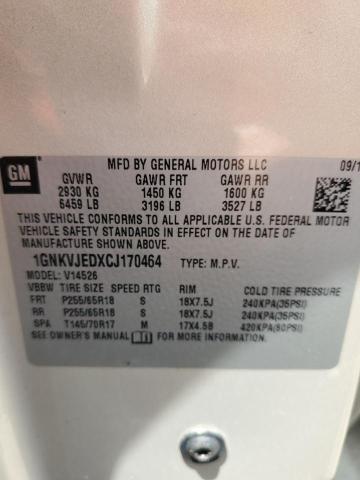 MFD BY GENERAL MOTORS LLC 09/1
GM
GVWR GAWR FRT GAWR RR
2930 KG 1450 KG 1600 KG
6459 LB 3196 LB 3527 LB
THIS VEHICLE CONFORMS TO ALL APPLICABLE U.S. FEDERAL MOTOR
VEHICLE SAFETY STANDARDS IN EFFECT ON THE DATE OF
MANUFACTURE SHOWN ABOVE.
1GNKVJEDXCJ170464 TYPE: M.P.V.
MODEL: V14526
VBBW TIRE SIZE SPEED RTG RIM COLD TIRE PRESSURE
FRT P255/65R18 S 18X7.5J 240KPA(35PSI)
RR P255/65R18 S 18X7.5J 240KPA(35PSI)
SPA T145/70R17 M 17X4.5B 420KPA(60PSI)
SEE OWNER'S MANUAL FOR MORE INFORMATION.